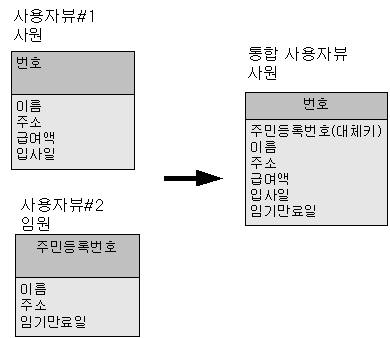 사용자뷰#1
사원
번호
이름
주소
급여액
입사일
사용자뷰#2
임원
주민등록번호
이름
주소
임기만료일
통합 사용자뷰
사원
번호
주민등록번호(대체키)
이름
주소
급여액
입사일
임기만료일